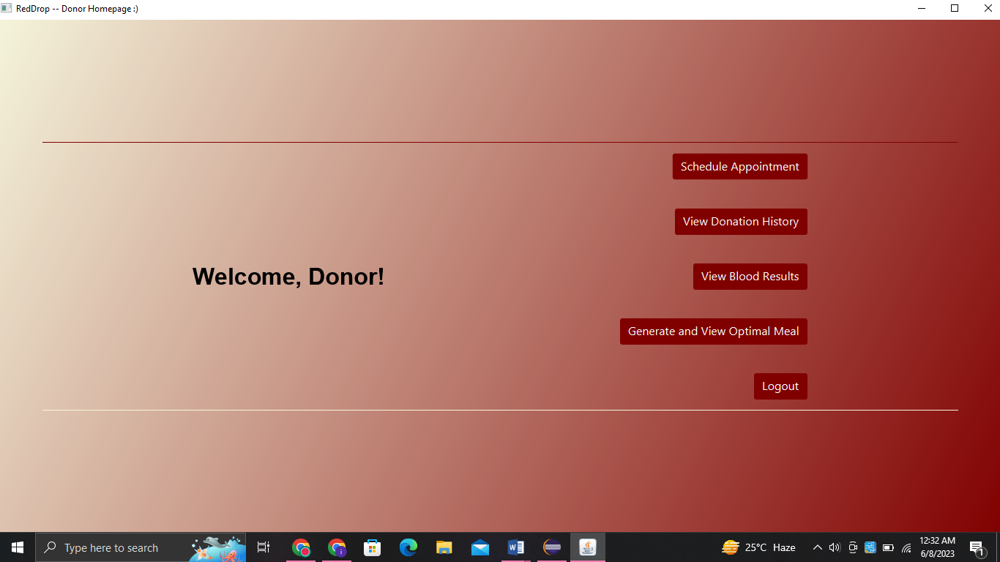 RedDrop -- Donor Homepage :)
Schedule Appointment
View Donation History
Welcome, Donor!
View Blood Results
Generate and View Optimal Meal
Logout
Type here to search
25°C Haze
12:32 AM
6/8/2023
1